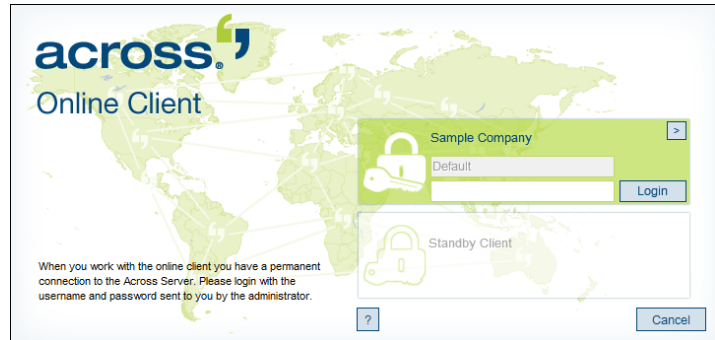 across.®
Online Client
Sample Company
>
Default
Login
Standby Client
When you work with the online client you have a permanent
connection to the Across Server. Please login with the
username and password sent to you by the administrator.
?
Cancel